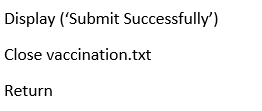 Display (‘Submit Successfully’)
Close vaccination.txt
Return